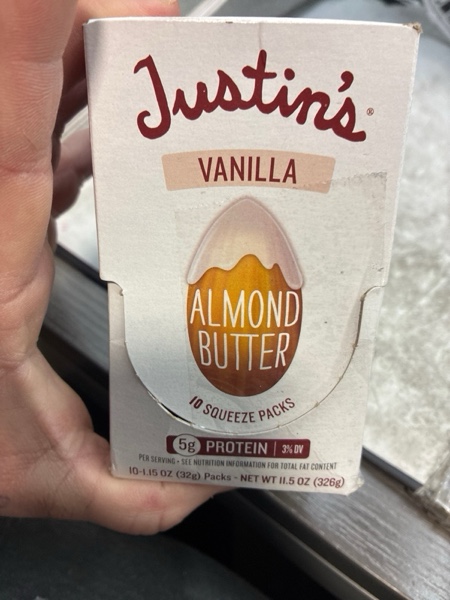 Justin's®
VANILLA
ALMOND
BUTTER
10 SQUEEZE PACKS
5g PROTEIN | 3% DV
PER SERVING • SEE NUTRITION INFORMATION FOR TOTAL FAT CONTENT
10-1.15 OZ (32g) Packs - NET WT 11.5 OZ (326g)